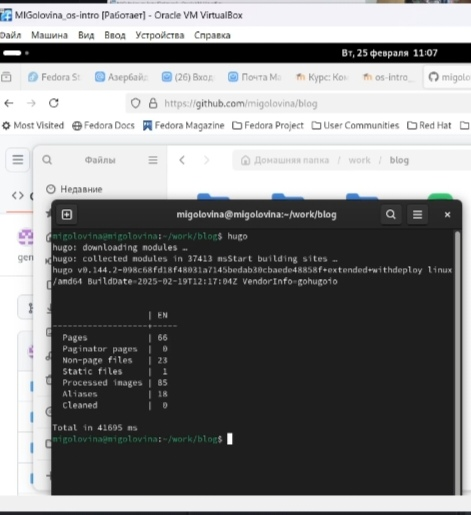 MIGolovina_os-intro [Работает] - Oracle VM VirtualBox
Файл Машина Вид Ввод Устройства Справка
Вт, 25 февраля 11:07
Fedora St Азербайд (26) Вход Почта Ma Курс: Кон os-intro_ migolo
https://github.com/migolovina/blog
Most Visited Fedora Docs Fedora Magazine Fedora Project User Communities Red Hat
Файлы Домашняя папка / work / blog
Недавние
gen
migolovina@migolovina:~/work/blog
migolovina@migolovina:~/work/blog$ hugo
hugo: downloading modules …
hugo: collected modules in 37413 msStart building sites …
hugo v0.144.2-098c68fd18f48031a7145bedab30cbaede48858f+extended+withdeploy linux
/amd64 BuildDate=2025-02-19T12:17:04Z VendorInfo=gohugoio
| EN
-------------------+-----
Pages | 66
Paginator pages | 0
Non-page files | 23
Static files | 1
Processed images | 85
Aliases | 18
Cleaned | 0
Total in 41695 ms
migolovina@migolovina:~/work/blog$